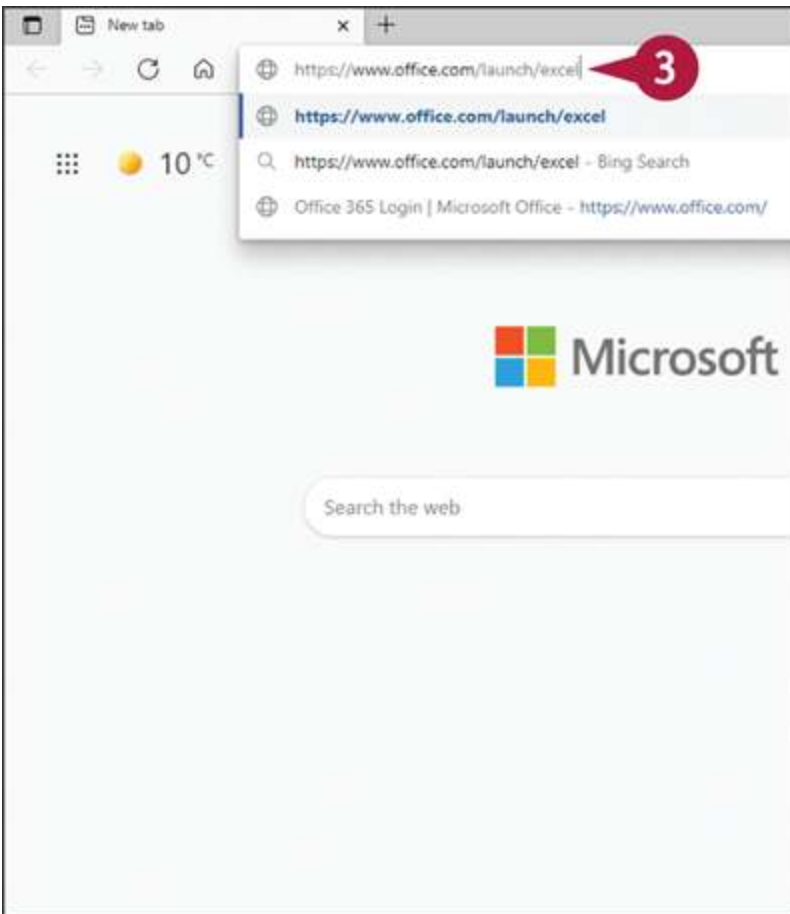 New tab
https://www.office.com/launch/excel
3
https://www.office.com/launch/excel
https://www.office.com/launch/excel - Bing Search
10 °C
Office 365 Login | Microsoft Office - https://www.office.com/
Microsoft
Search the web